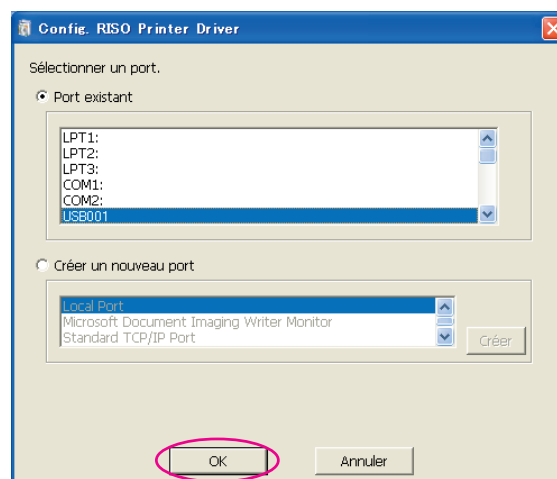 Config. RISO Printer Driver
Sélectionner un port.
Port existant
LPT1:
LPT2:
LPT3:
COM1:
COM2:
USB001
Créer un nouveau port
Local Port
Microsoft Document Imaging Writer Monitor
Standard TCP/IP Port
Créer
OK
Annuler